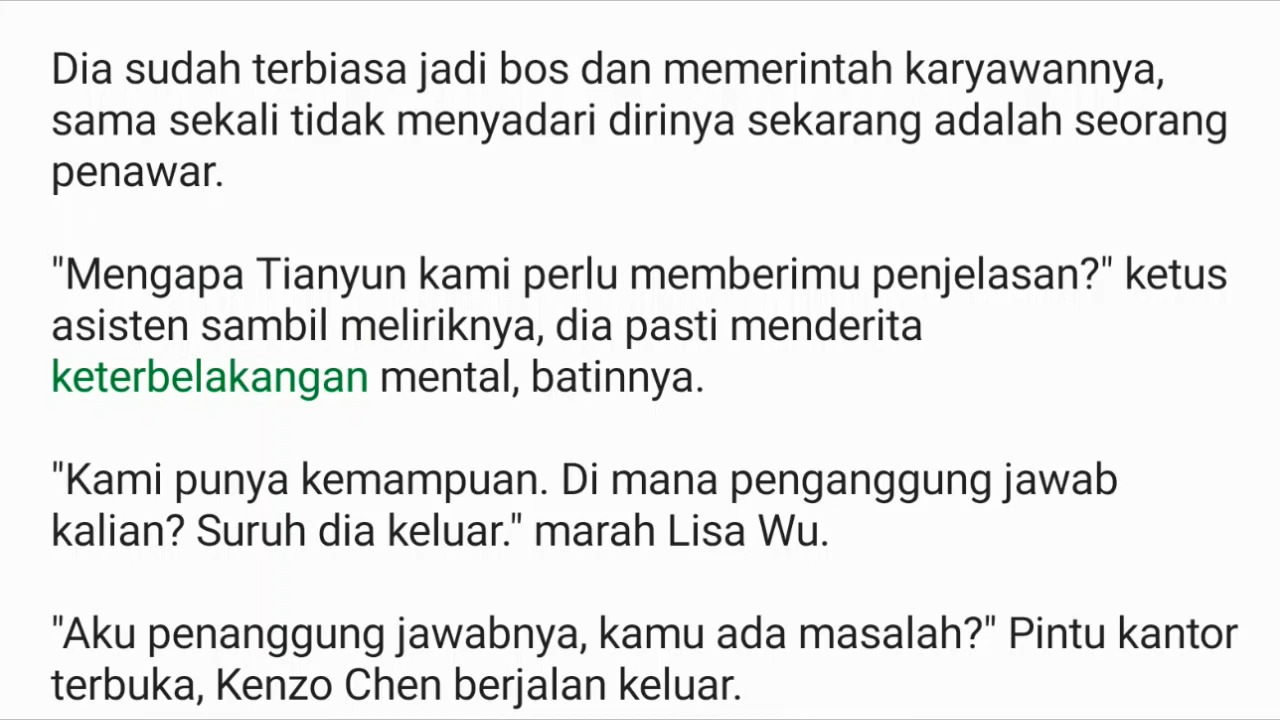 Dia sudah terbiasa jadi bos dan memerintah karyawannya,
sama sekali tidak menyadari dirinya sekarang adalah seorang
penawar.
"Mengapa Tianyun kami perlu memberimu penjelasan?" ketus
asisten sambil meliriknya, dia pasti menderita
keterbelakangan mental, batinnya.
"Kami punya kemampuan. Di mana penganggung jawab
kalian? Suruh dia keluar." marah Lisa Wu.
"Aku penanggung jawabnya, kamu ada masalah?" Pintu kantor
terbuka, Kenzo Chen berjalan keluar.